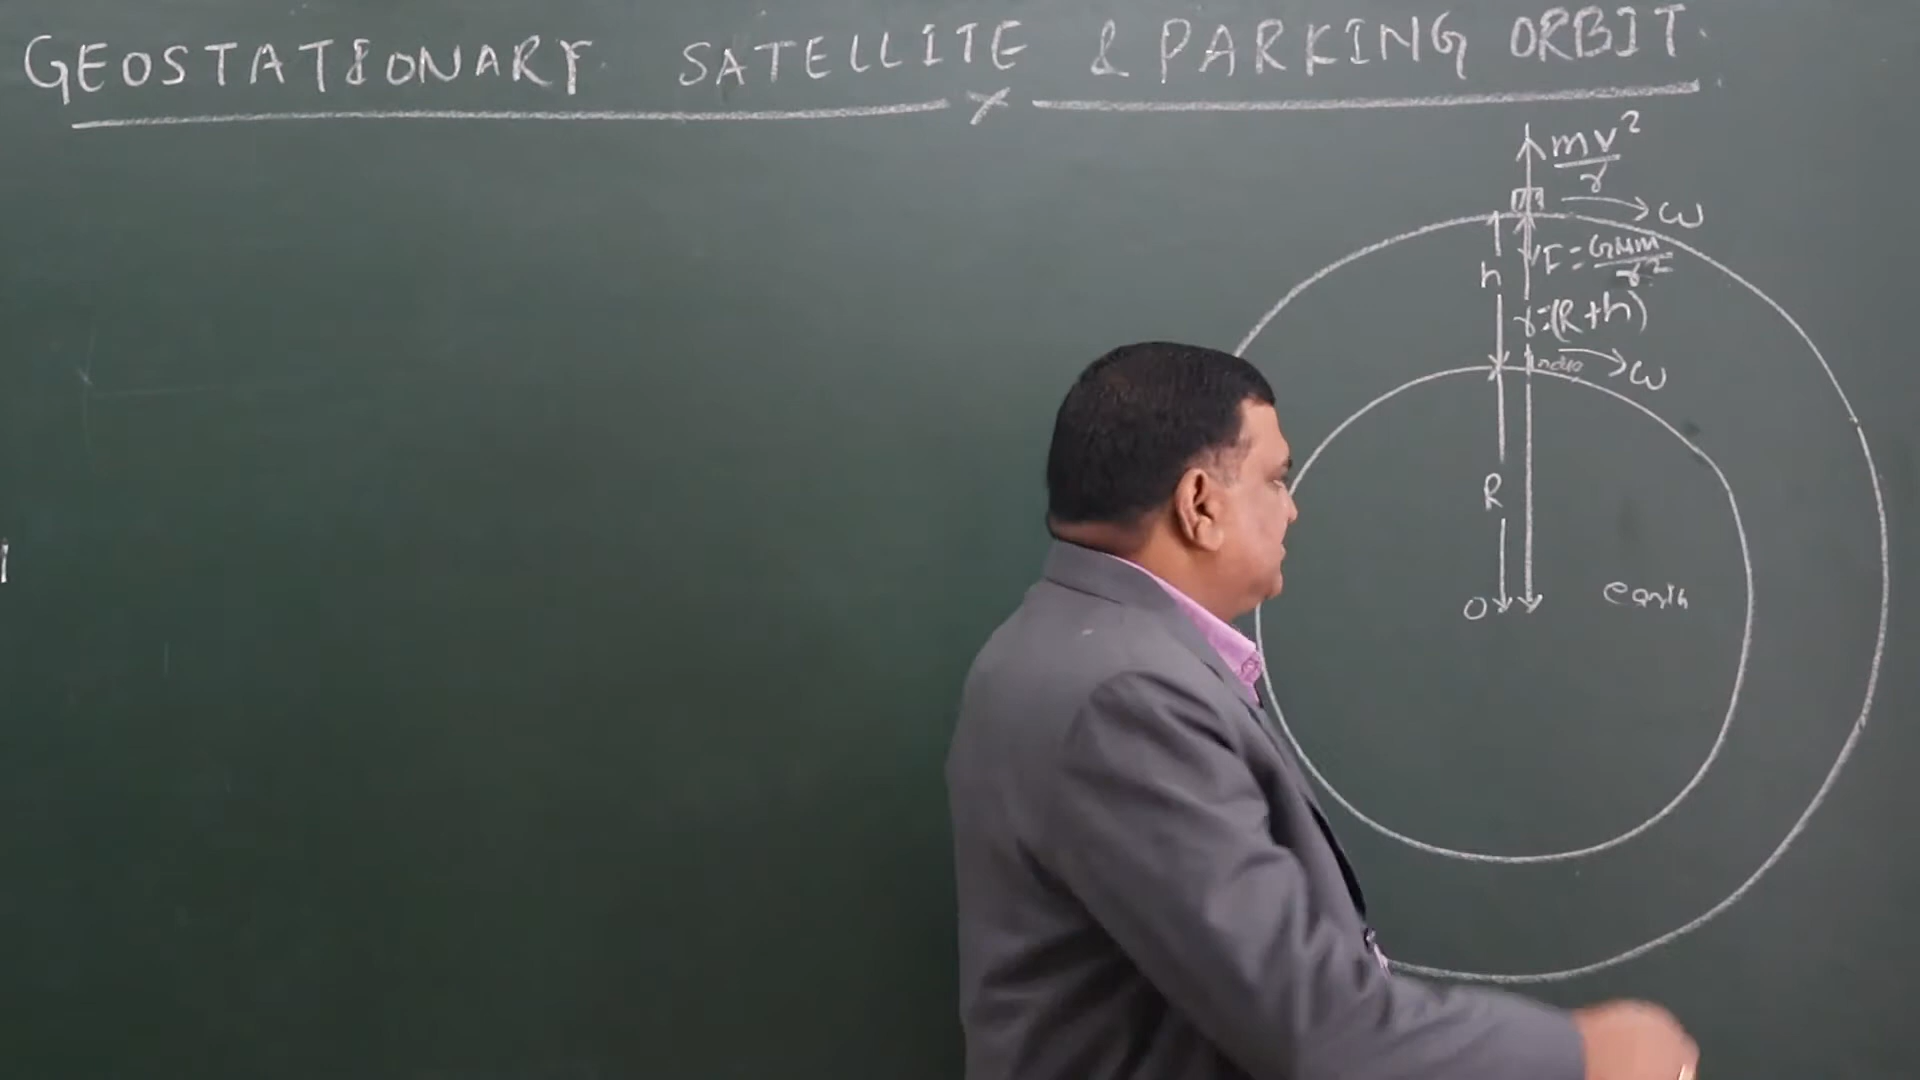 GEOSTATIONARY SATELLITE & PARKING ORBIT.
mv²/r
ω
h
F = GMm/r²
r=(R+h)
ω
R
O
earth